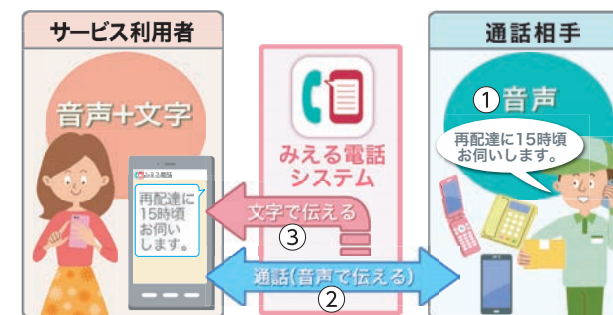 サービス利用者
音声+文字
みえる電話
再配達に
15時頃
お伺い
します。
みえる電話
システム
文字で伝える
③
通話(音声で伝える)
②
通話相手
①音声
再配達に15時頃
お伺いします。